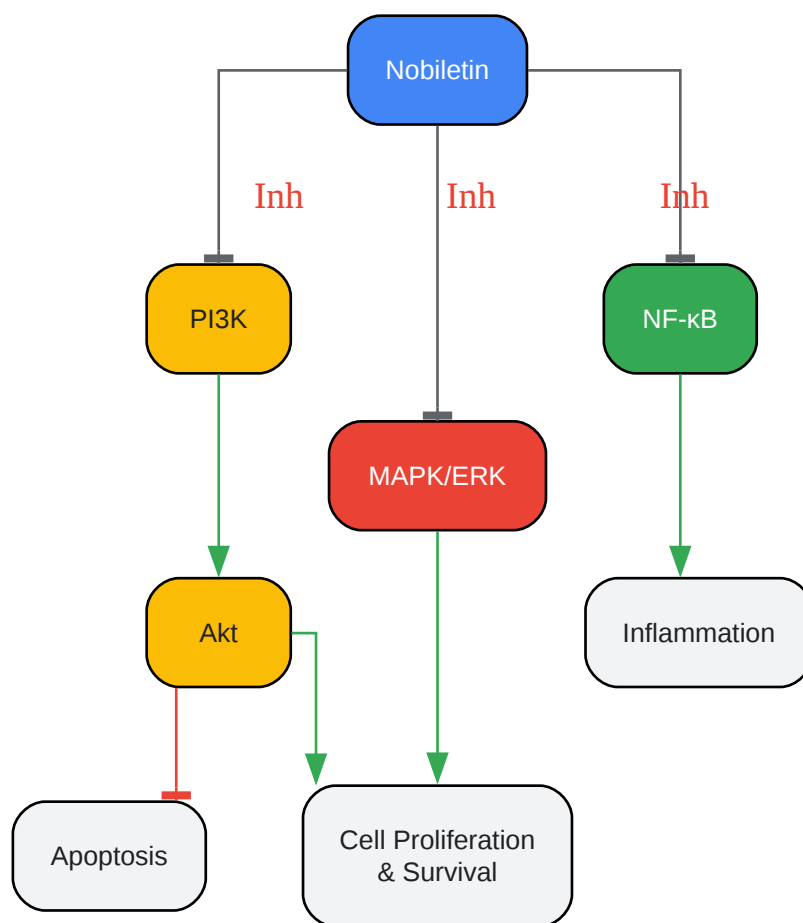 Nobiletin
Inh
Inh
Inh
PI3K
NF-κB
MAPK/ERK
Akt
Inflammation
Apoptosis
Cell Proliferation
& Survival